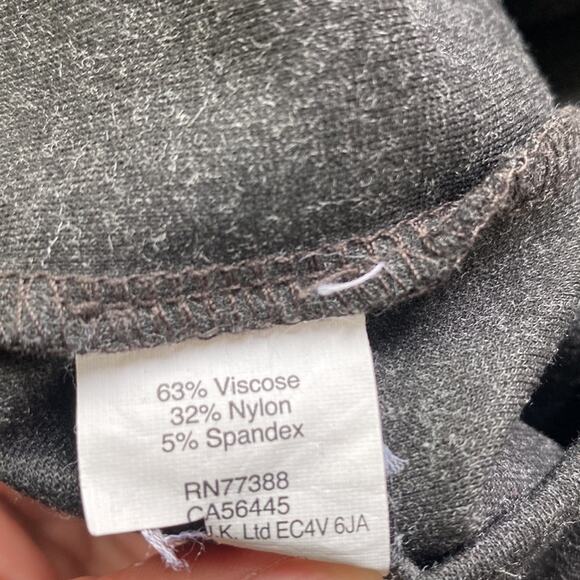 63% Viscose
32% Nylon
5% Spandex
RN77388
CA56445
J.K. Ltd EC4V 6JA